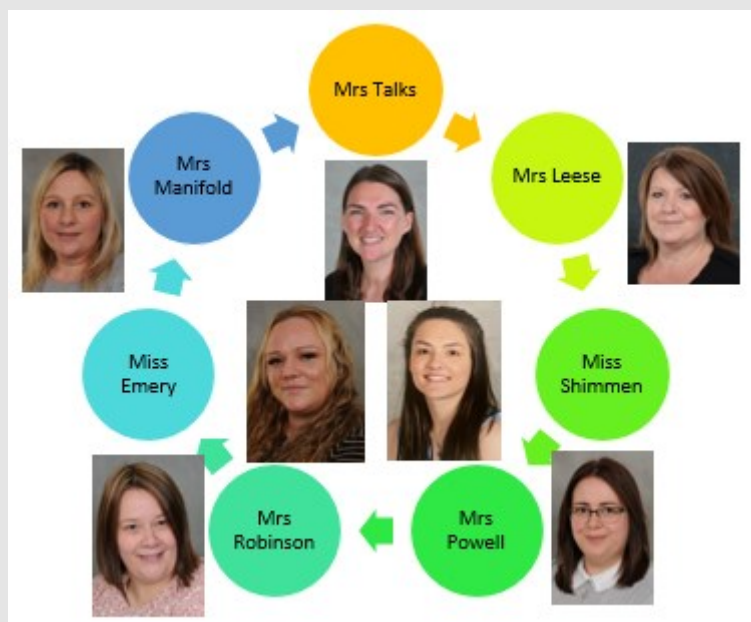 Mrs Talks
Mrs Leese
Miss
Shimmen
Mrs
Powell
Mrs
Robinson
Miss
Emery
Mrs
Manifold